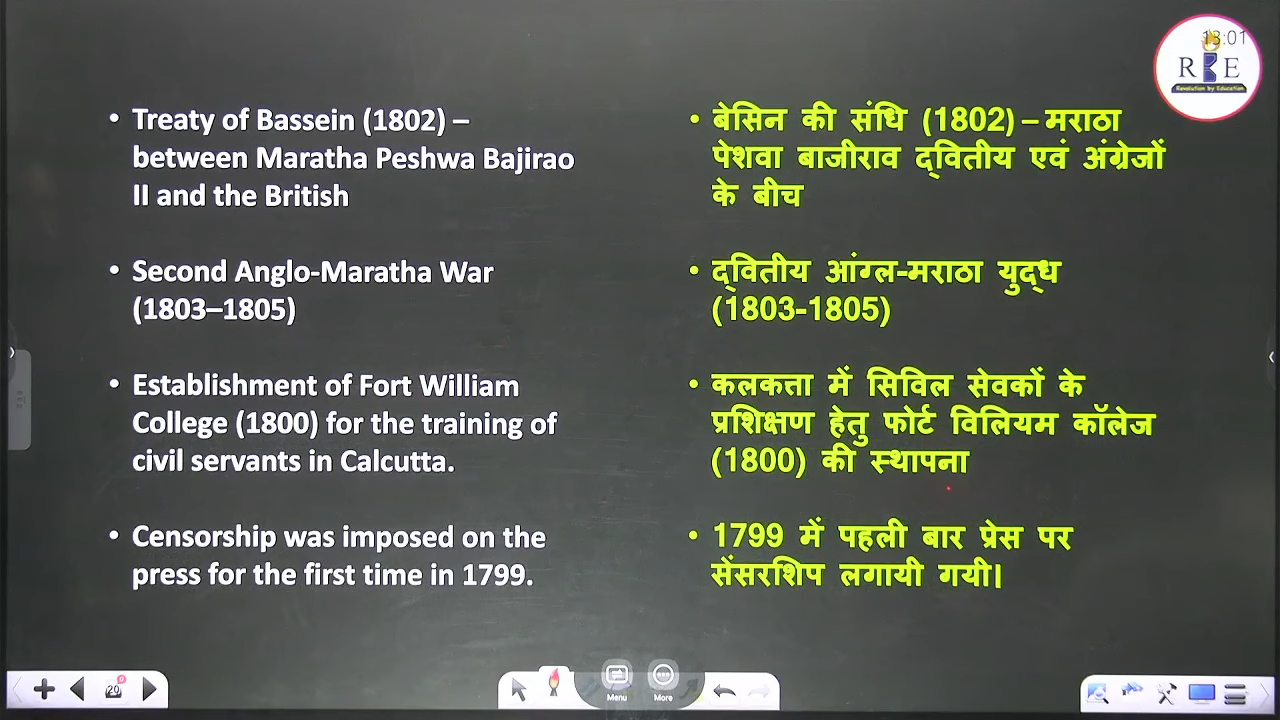 13:01
R E
Revolution by Education
• Treaty of Bassein (1802) –
between Maratha Peshwa Bajirao
II and the British
• Second Anglo-Maratha War
(1803–1805)
• Establishment of Fort William
College (1800) for the training of
civil servants in Calcutta.
• Censorship was imposed on the
press for the first time in 1799.
• बेसिन की संधि (1802) – मराठा
पेशवा बाजीराव द्वितीय एवं अंग्रेजों
के बीच
• द्वितीय आंग्ल-मराठा युद्ध
(1803-1805)
• कलकत्ता में सिविल सेवकों के
प्रशिक्षण हेतु फोर्ट विलियम कॉलेज
(1800) की स्थापना
• 1799 में पहली बार प्रेस पर
सेंसरशिप लगायी गयी।
20
Menu
More